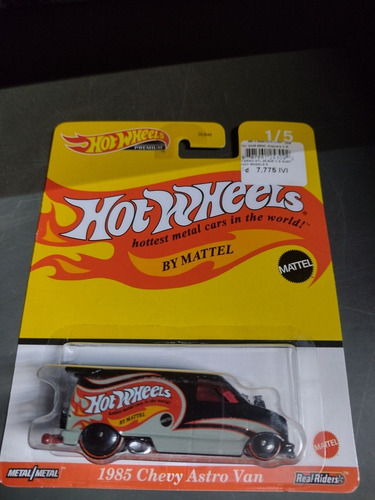 HOT WHEELS
PREMIUM
1/5
₡ 7,775 IVI
HOT WHEELS®
hottest metal cars in the world!™
BY MATTEL
MATTEL
HOT WHEELS
METAL/METAL
1985 Chevy Astro Van
MATTEL
Real Riders